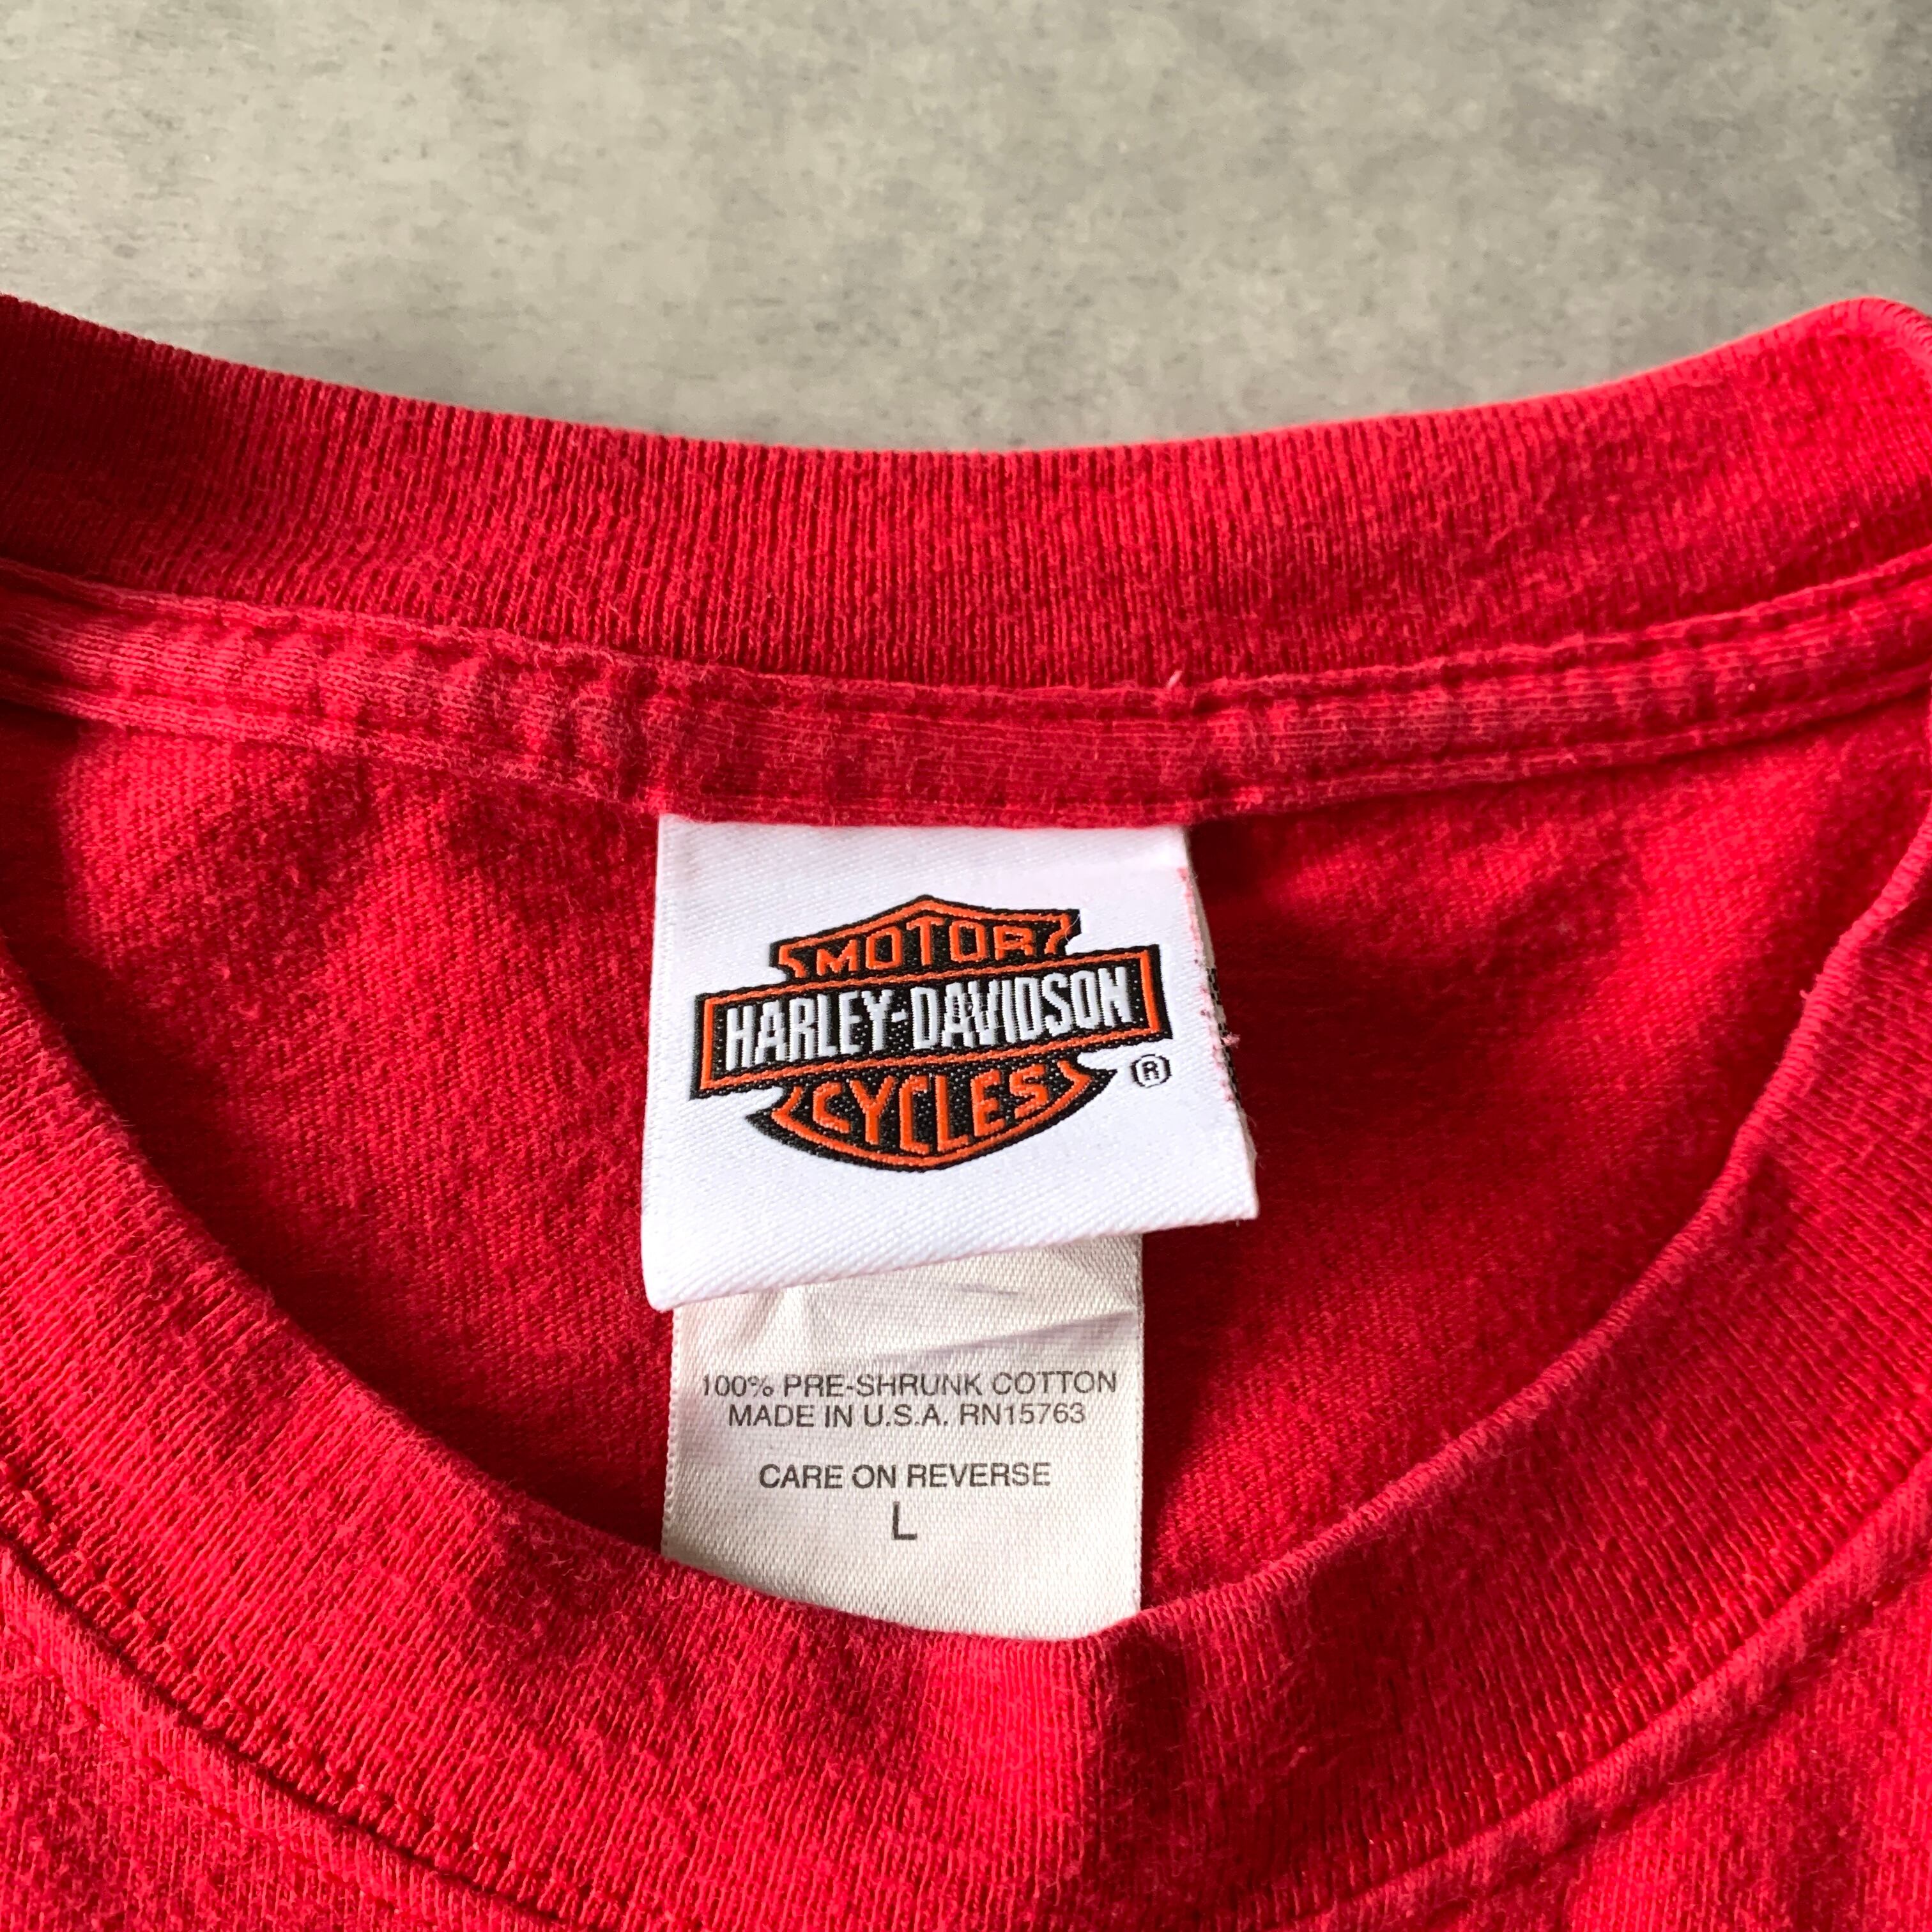 MOTOR
HARLEY-DAVIDSON
CYCLES
®
100% PRE-SHRUNK COTTON
MADE IN U.S.A. RN15763
CARE ON REVERSE
L